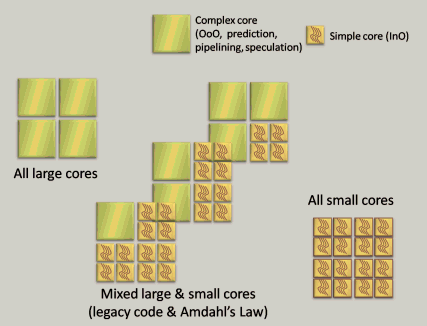 Complex core
(OoO, prediction,
pipelining, speculation)
Simple core (InO)
All large cores
All small cores
Mixed large & small cores
(legacy code & Amdahl's Law)